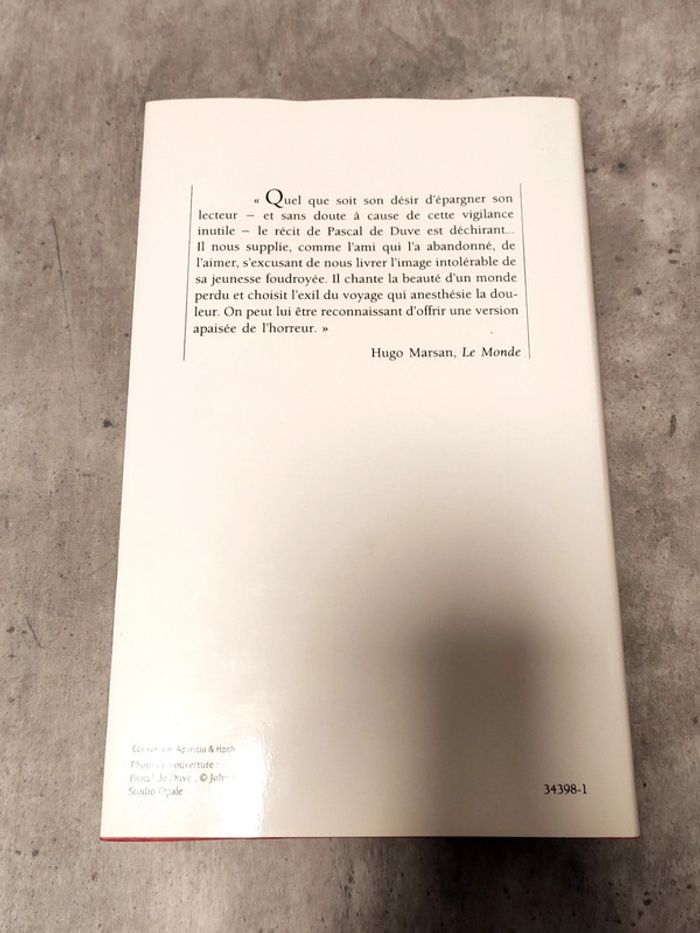 « Quel que soit son désir d'épargner son
lecteur — et sans doute à cause de cette vigilance
inutile — le récit de Pascal de Duve est déchirant...
Il nous supplie, comme l'ami qui l'a abandonné, de
l'aimer, s'excusant de nous livrer l'image intolérable de
sa jeunesse foudroyée. Il chante la beauté d'un monde
perdu et choisit l'exil du voyage qui anesthésie la dou-
leur. On peut lui être reconnaissant d'offrir une version
apaisée de l'horreur. »
Hugo Marsan, Le Monde
Aparicio & Hoch
Photo de couverture :
Pascal de Duve, © John
Studio Opale
34398-1